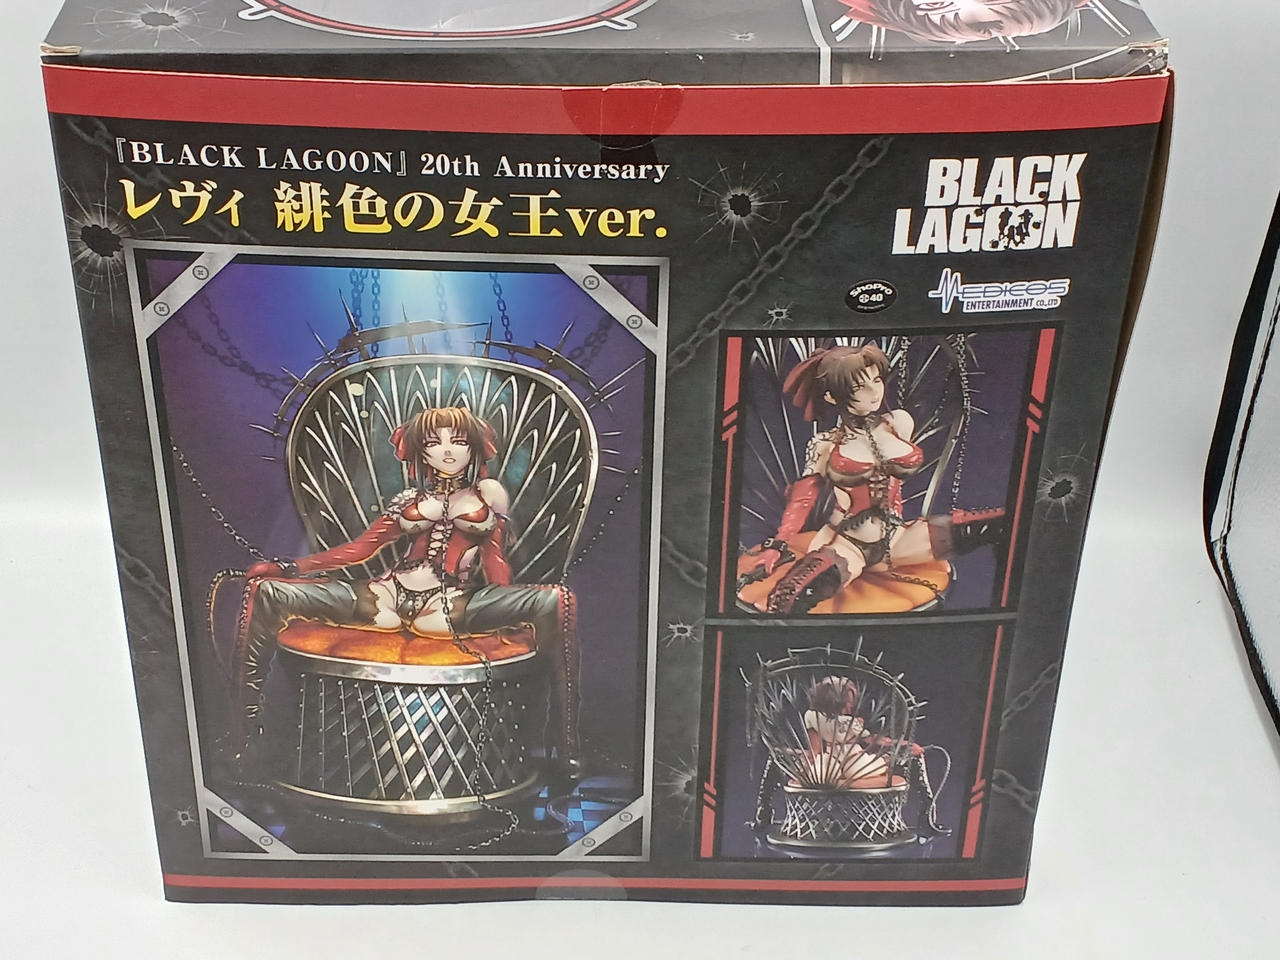 『BLACK LAGOON』 20th Anniversary
レヴィ 緋色の女王ver.
BLACK
LAGOON
ShoPro
40
MEDICOS
ENTERTAINMENT CO.,LTD